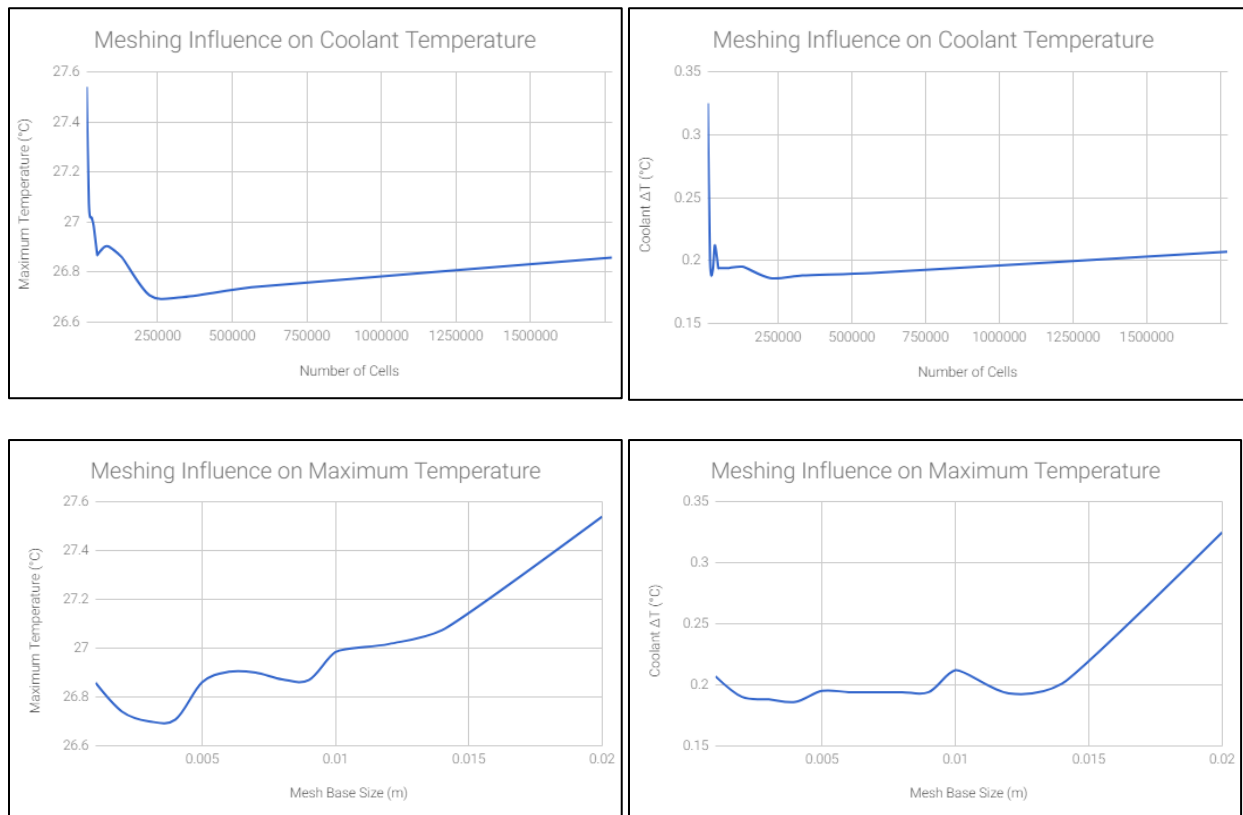 Meshing Influence on Coolant Temperature
27.6
27.4
27.2
27
26.8
26.6
Maximum Temperature (°C)
250000 500000 750000 1000000 1250000 1500000
Number of Cells
Meshing Influence on Coolant Temperature
0.35
0.3
0.25
0.2
0.15
Coolant ΔT (°C)
250000 500000 750000 1000000 1250000 1500000
Number of Cells
Meshing Influence on Maximum Temperature
27.6
27.4
27.2
27
26.8
26.6
Maximum Temperature (°C)
0.005 0.01 0.015 0.02
Mesh Base Size (m)
Meshing Influence on Maximum Temperature
0.35
0.3
0.25
0.2
0.15
Coolant ΔT (°C)
0.005 0.01 0.015 0.02
Mesh Base Size (m)